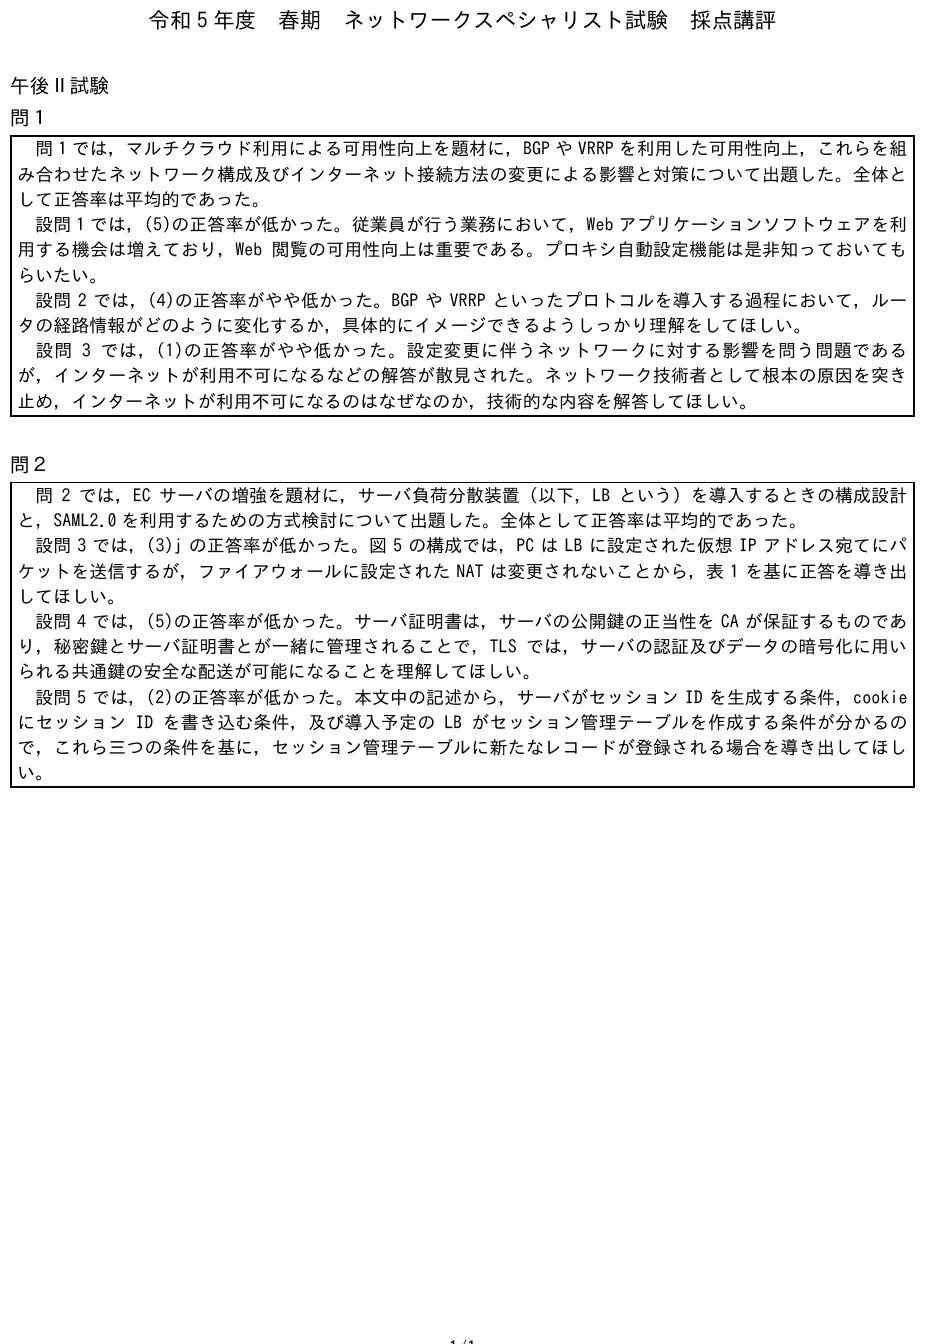 令和５年度　春期　ネットワークスペシャリスト試験　採点講評
午後Ⅱ試験
問１
　問１では，マルチクラウド利用による可用性向上を題材に，BGP や VRRP を利用した可用性向上，これらを組
み合わせたネットワーク構成及びインターネット接続方法の変更による影響と対策について出題した。全体と
して正答率は平均的であった。
　設問１では，(5)の正答率が低かった。従業員が行う業務において，Web アプリケーションソフトウェアを利
用する機会は増えており，Web 閲覧の可用性向上は重要である。プロキシ自動設定機能は是非知っておいても
らいたい。
　設問 2 では，(4)の正答率がやや低かった。BGP や VRRP といったプロトコルを導入する過程において，ルー
タの経路情報がどのように変化するか，具体的にイメージできるようしっかり理解をしてほしい。
　設問 3 では，(1)の正答率がやや低かった。設定変更に伴うネットワークに対する影響を問う問題である
が，インターネットが利用不可になるなどの解答が散見された。ネットワーク技術者として根本の原因を突き
止め，インターネットが利用不可になるのはなぜなのか，技術的な内容を解答してほしい。
問２
　問 2 では，EC サーバの増強を題材に，サーバ負荷分散装置（以下，LB という）を導入するときの構成設計
と，SAML2.0 を利用するための方式検討について出題した。全体として正答率は平均的であった。
　設問 3 では，(3)j の正答率が低かった。図 5 の構成では，PC は LB に設定された仮想 IP アドレス宛てにパ
ケットを送信するが，ファイアウォールに設定された NAT は変更されないことから，表 1 を基に正答を導き出
してほしい。
　設問 4 では，(5)の正答率が低かった。サーバ証明書は，サーバの公開鍵の正当性を CA が保証するものであ
り，秘密鍵とサーバ証明書とが一緒に管理されることで，TLS では，サーバの認証及びデータの暗号化に用い
られる共通鍵の安全な配送が可能になることを理解してほしい。
　設問 5 では，(2)の正答率が低かった。本文中の記述から，サーバがセッション ID を生成する条件，cookie
にセッション ID を書き込む条件，及び導入予定の LB がセッション管理テーブルを作成する条件が分かるの
で，これら三つの条件を基に，セッション管理テーブルに新たなレコードが登録される場合を導き出してほし
い。
1/1